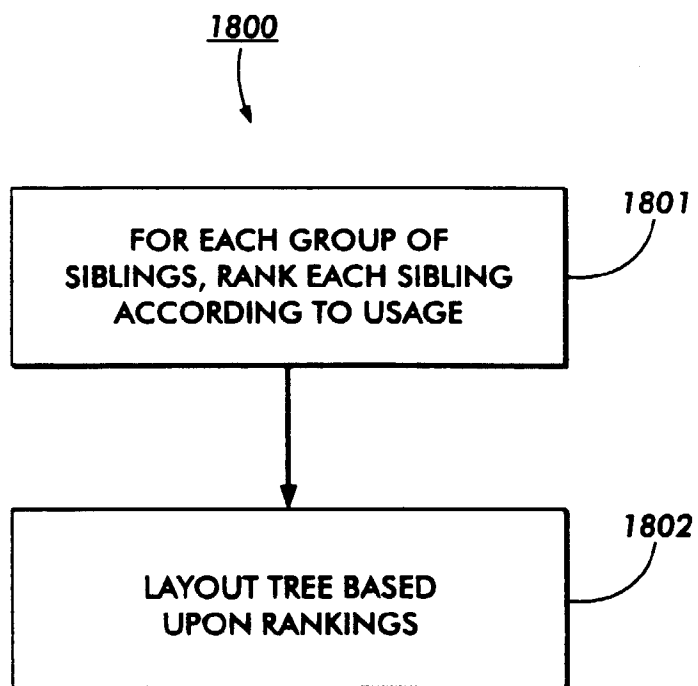 1800
1801
FOR EACH GROUP OF
SIBLINGS, RANK EACH SIBLING
ACCORDING TO USAGE
1802
LAYOUT TREE BASED
UPON RANKINGS